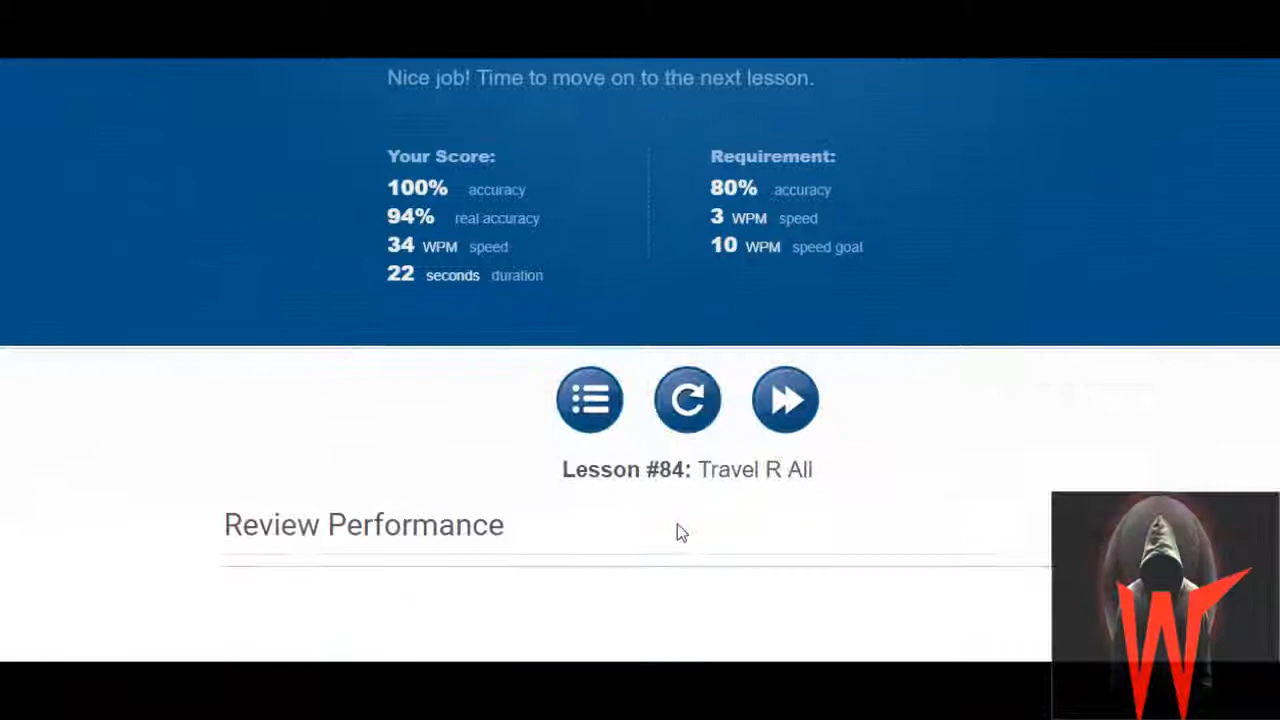 Nice job! Time to move on to the next lesson.
Your Score:
100% accuracy
94% real accuracy
34 WPM speed
22 seconds duration
Requirement:
80% accuracy
3 WPM speed
10 WPM speed goal
Lesson #84: Travel R All
Review Performance
W